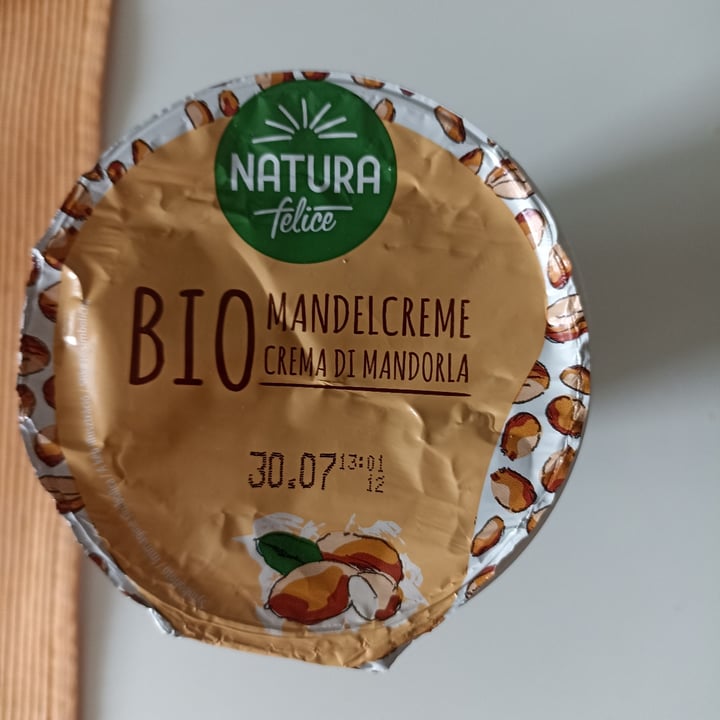 NATURA
felice
BIO
MANDELCREME
CREMA DI MANDORLA
30.07
13:01
12